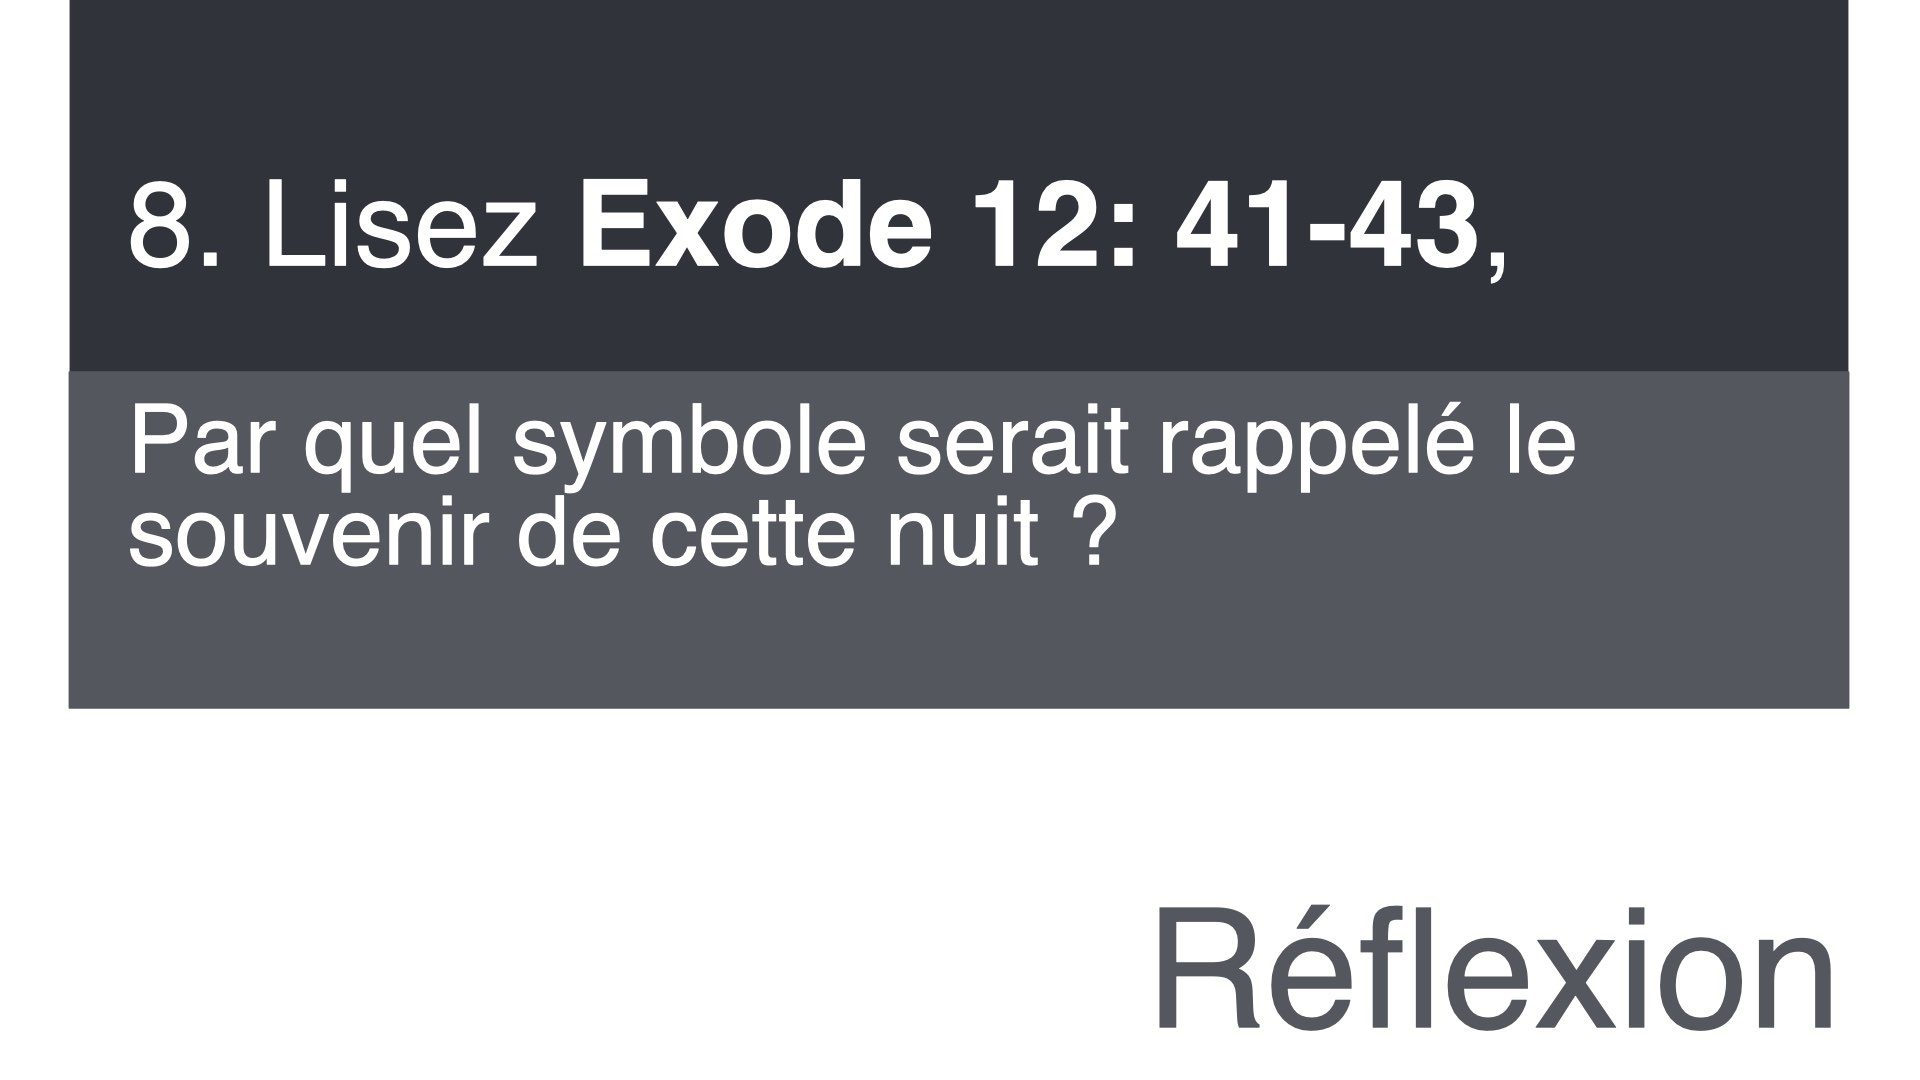 8. Lisez Exode 12: 41-43,
Par quel symbole serait rappelé le
souvenir de cette nuit ?
Réflexion